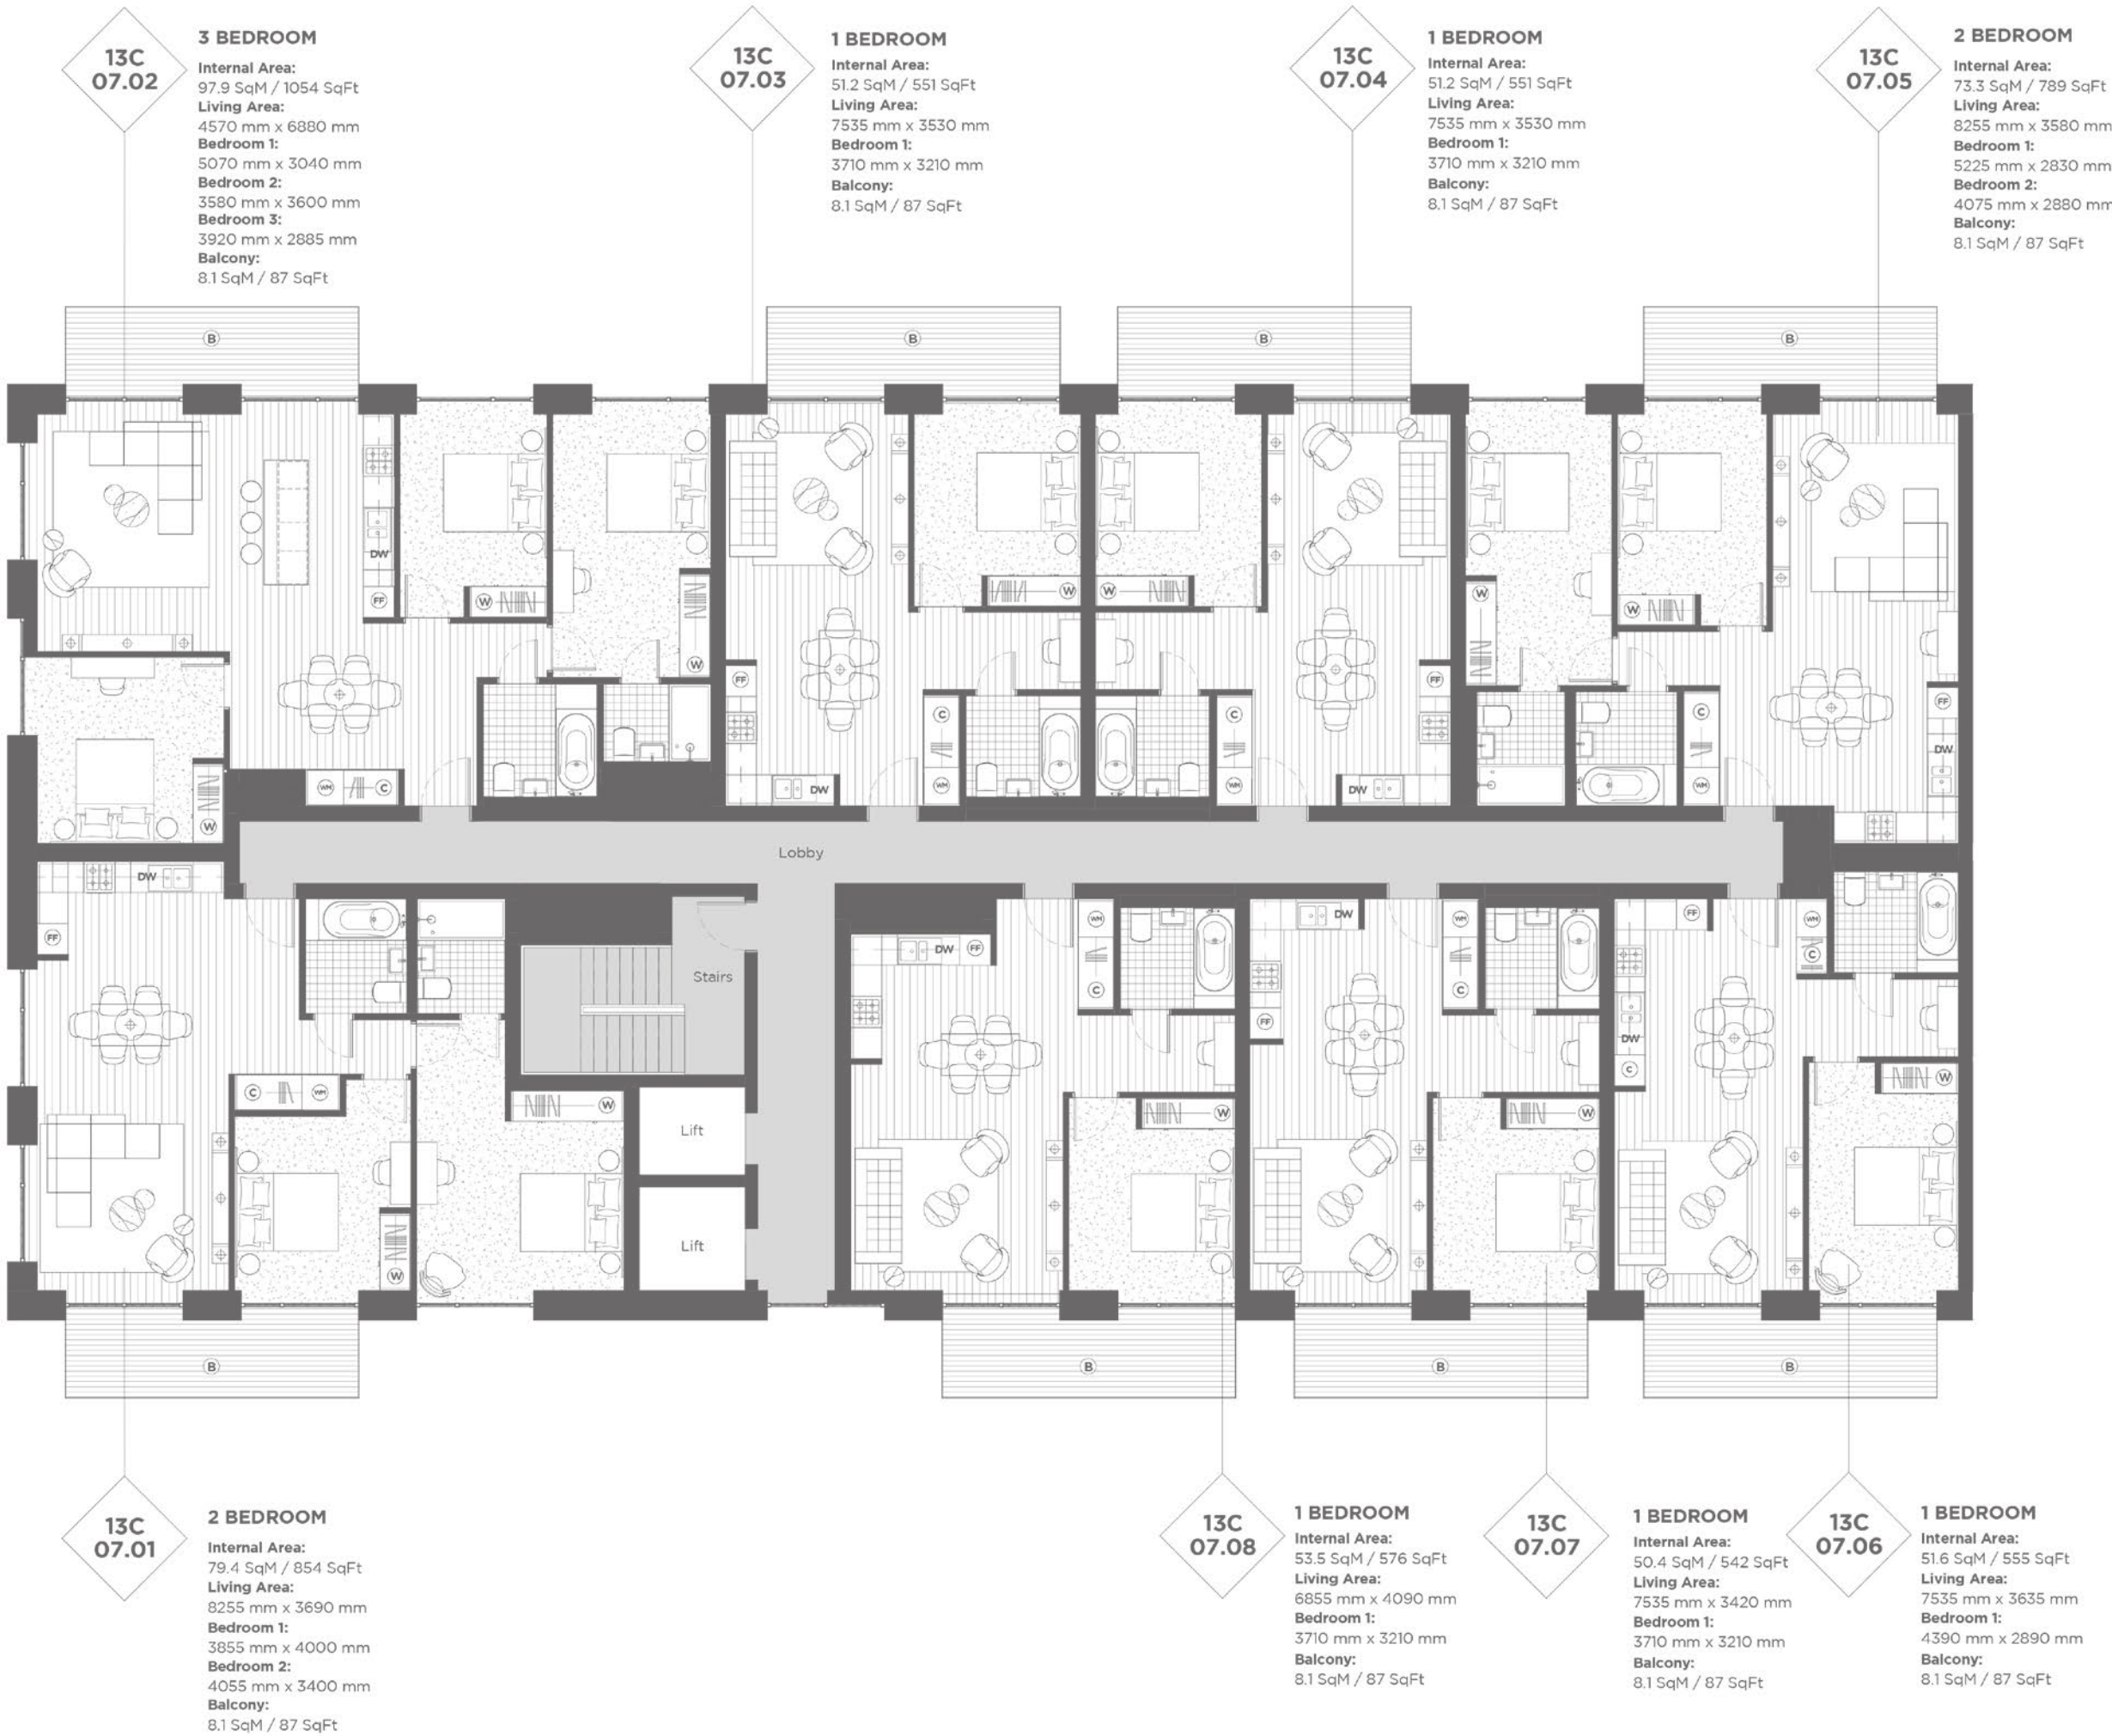 13C
07.02
3 BEDROOM
Internal Area:
97.9 SqM / 1054 SqFt
Living Area:
4570 mm x 6880 mm
Bedroom 1:
5070 mm x 3040 mm
Bedroom 2:
3580 mm x 3600 mm
Bedroom 3:
3920 mm x 2885 mm
Balcony:
8.1 SqM / 87 SqFt
13C
07.03
1 BEDROOM
Internal Area:
51.2 SqM / 551 SqFt
Living Area:
7535 mm x 3530 mm
Bedroom 1:
3710 mm x 3210 mm
Balcony:
8.1 SqM / 87 SqFt
13C
07.04
1 BEDROOM
Internal Area:
51.2 SqM / 551 SqFt
Living Area:
7535 mm x 3530 mm
Bedroom 1:
3710 mm x 3210 mm
Balcony:
8.1 SqM / 87 SqFt
13C
07.05
2 BEDROOM
Internal Area:
73.3 SqM / 789 SqFt
Living Area:
8255 mm x 3580 mm
Bedroom 1:
5225 mm x 2830 mm
Bedroom 2:
4075 mm x 2880 mm
Balcony:
8.1 SqM / 87 SqFt
B
B
B
B
DW
FF
W
W
W
W
W
W
FF
FF
FF
C
C
C
DW
W
WM
C
WM
DW
WM
DW
WM
W
Lobby
DW
FF
WM
DW
WM
FF
WM
DW
FF
C
Stairs
C
C
FF
DW
C
W
C
WM
W
W
W
Lift
Lift
W
B
B
B
B
13C
07.01
2 BEDROOM
Internal Area:
79.4 SqM / 854 SqFt
Living Area:
8255 mm x 3690 mm
Bedroom 1:
3855 mm x 4000 mm
Bedroom 2:
4055 mm x 3400 mm
Balcony:
8.1 SqM / 87 SqFt
13C
07.08
1 BEDROOM
Internal Area:
53.5 SqM / 576 SqFt
Living Area:
6855 mm x 4090 mm
Bedroom 1:
3710 mm x 3210 mm
Balcony:
8.1 SqM / 87 SqFt
13C
07.07
1 BEDROOM
Internal Area:
50.4 SqM / 542 SqFt
Living Area:
7535 mm x 3420 mm
Bedroom 1:
3710 mm x 3210 mm
Balcony:
8.1 SqM / 87 SqFt
13C
07.06
1 BEDROOM
Internal Area:
51.6 SqM / 555 SqFt
Living Area:
7535 mm x 3635 mm
Bedroom 1:
4390 mm x 2890 mm
Balcony:
8.1 SqM / 87 SqFt